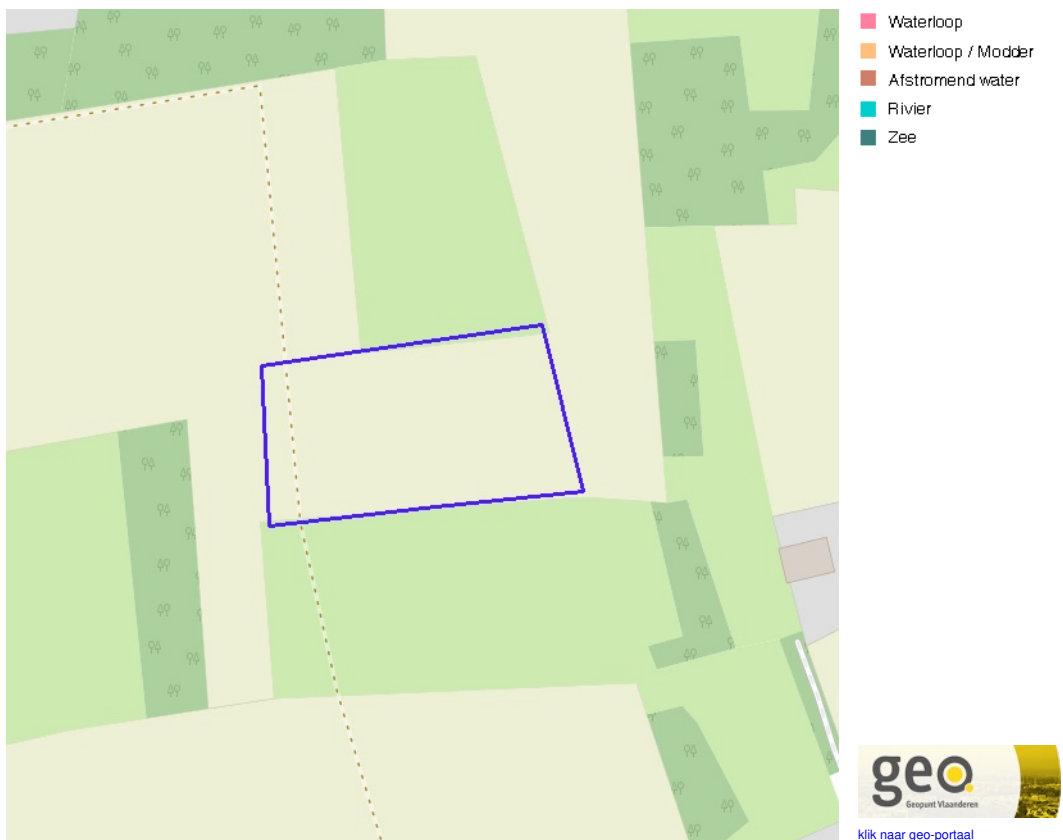 Waterloop
Waterloop / Modder
Afstromend water
Rivier
Zee
geo.
Geopunt Vlaanderen
klik naar geo-portaal